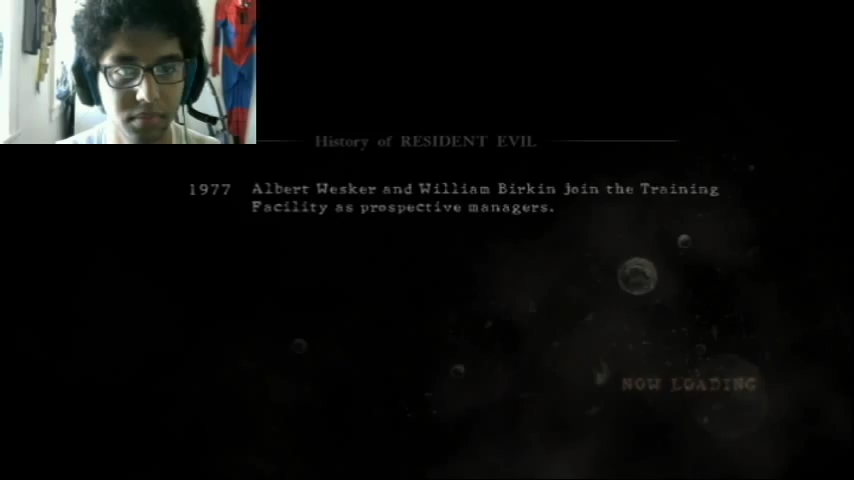 History of RESIDENT EVIL
1977 Albert Wesker and William Birkin join the Training
Facility as prospective managers.
NOW LOADING